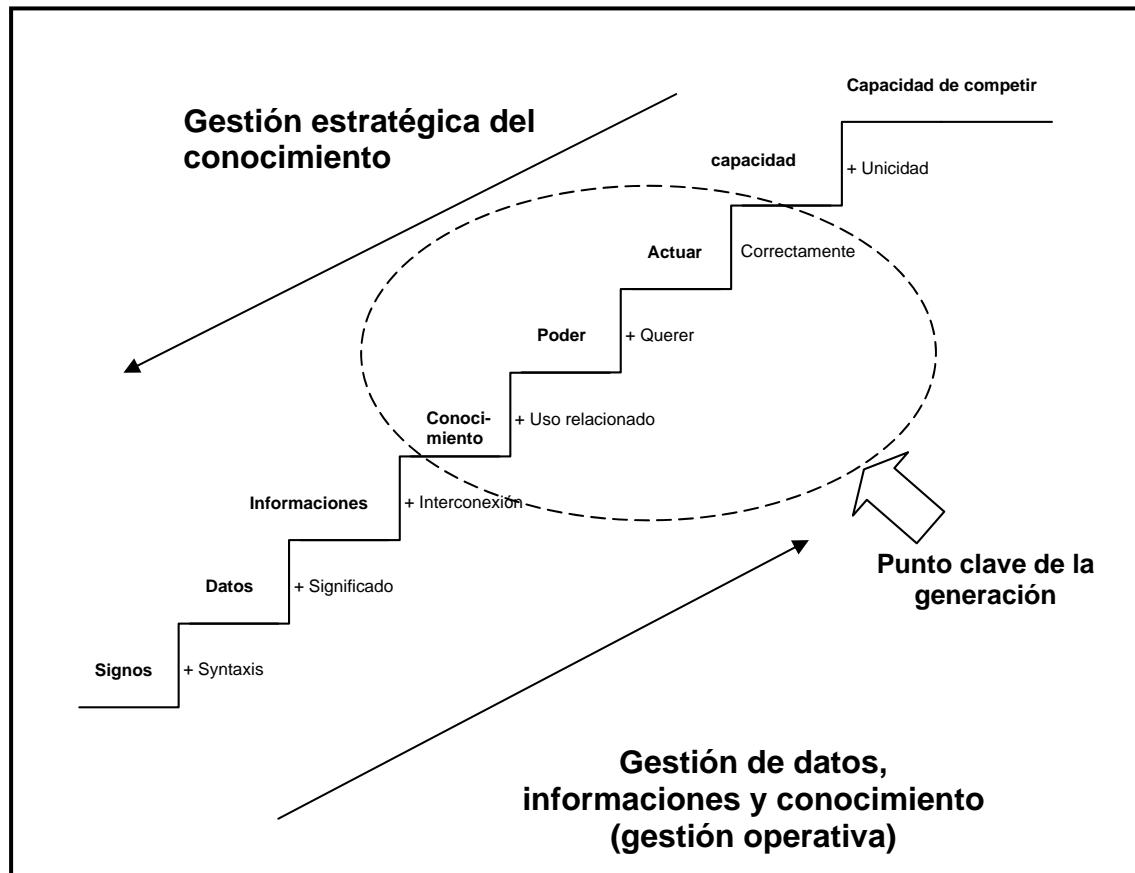 Capacidad de competir
Gestión estratégica del
conocimiento
capacidad
+ Unicidad
Actuar
Correctamente
Poder
+ Querer
Conoci-
miento
+ Uso relacionado
Informaciones
+ Interconexión
Punto clave de la
generación
Datos
+ Significado
Signos
+ Syntaxis
Gestión de datos,
informaciones y conocimiento
(gestión operativa)